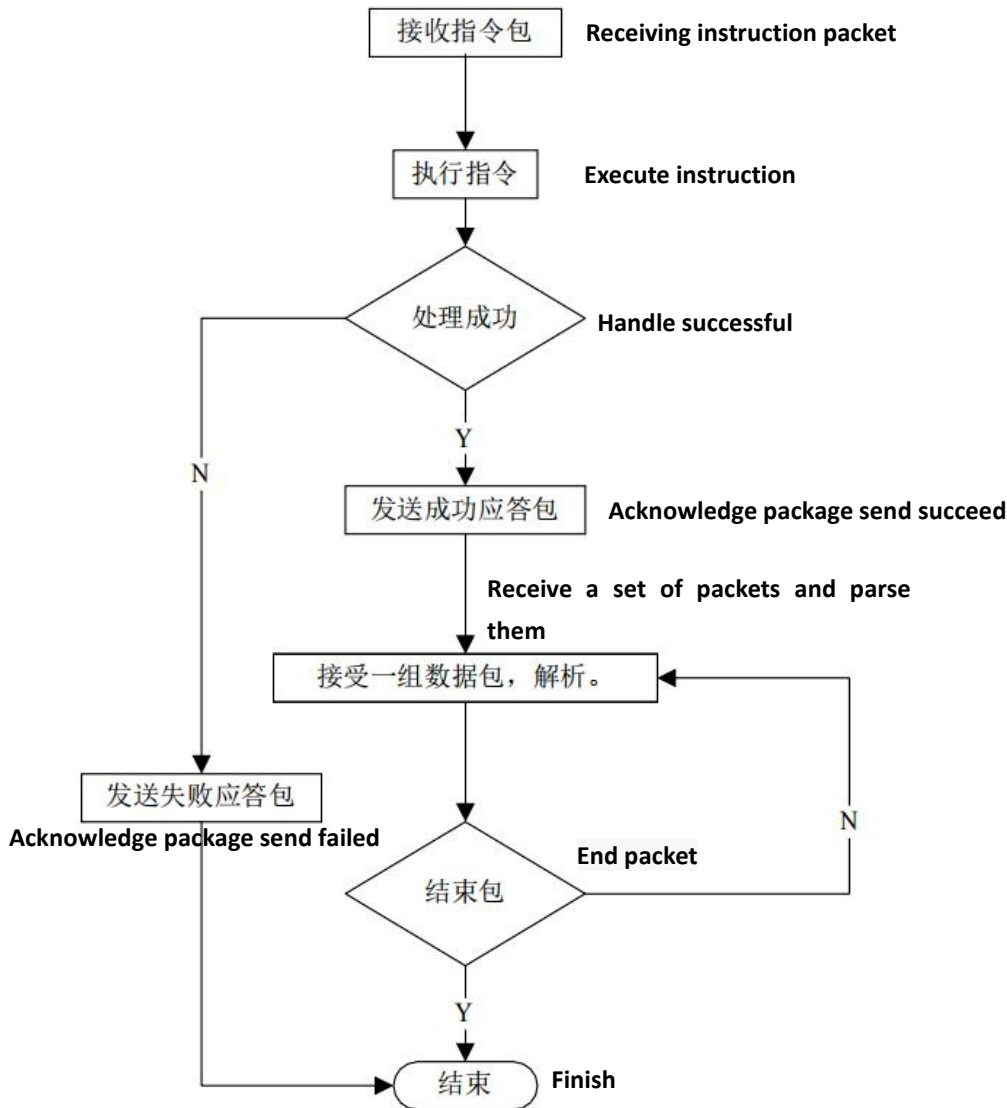 接收指令包
Receiving instruction packet
执行指令
Execute instruction
处理成功
Handle successful
N
Y
发送成功应答包
Acknowledge package send succeed
Receive a set of packets and parse
them
接受一组数据包，解析。
发送失败应答包
Acknowledge package send failed
N
End packet
结束包
Y
结束
Finish